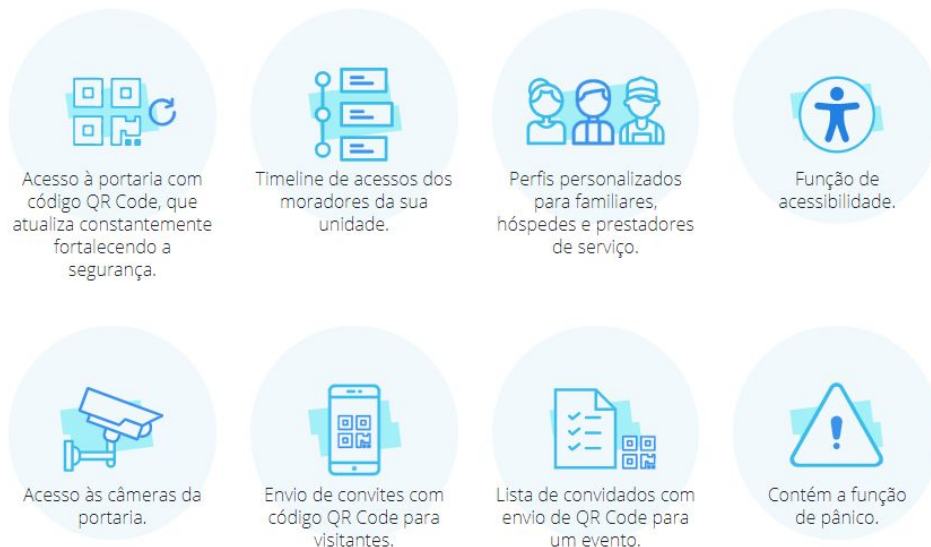 Acesso à portaria com
código QR Code, que
atualiza constantemente
fortalecendo a
segurança.
Timeline de acessos dos
moradores da sua
unidade.
Perfis personalizados
para familiares,
hóspedes e prestadores
de serviço.
Função de
acessibilidade.
Acesso às câmeras da
portaria.
Envio de convites com
código QR Code para
visitantes.
Lista de convidados com
envio de QR Code para
um evento.
Contém a função
de pânico.